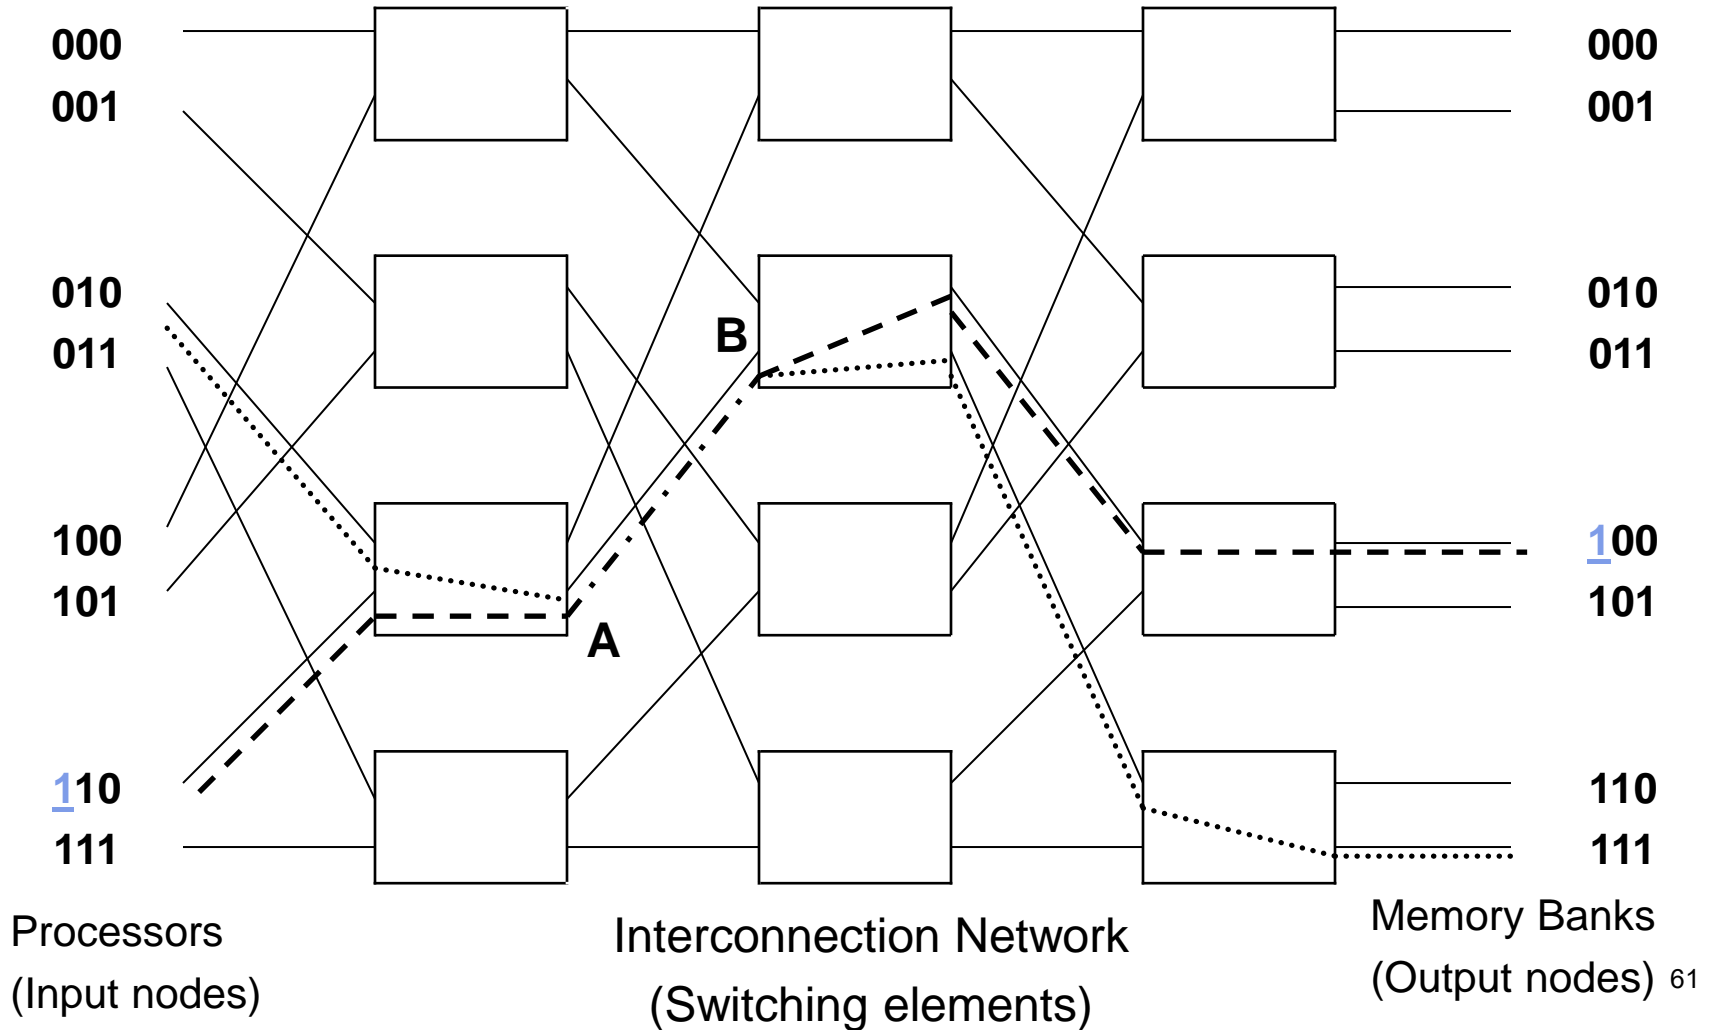 000
001
010
011
100
101
110
111
B
A
000
001
010
011
100
101
110
111
Processors
(Input nodes)
Interconnection Network
(Switching elements)
Memory Banks
(Output nodes) 61